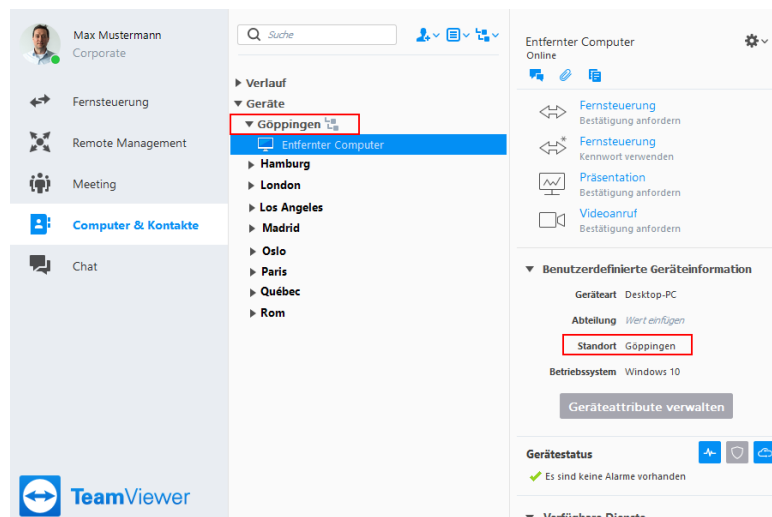 Max Mustermann
Corporate
Fernsteuerung
Remote Management
Meeting
Computer & Kontakte
Chat
TeamViewer
Suche
Verlauf
Geräte
Göppingen
Entfernter Computer
Hamburg
London
Los Angeles
Madrid
Oslo
Paris
Québec
Rom
Entfernter Computer
Online
Fernsteuerung
Bestätigung anfordern
Fernsteuerung
Kennwort verwenden
Präsentation
Bestätigung anfordern
Videoanruf
Bestätigung anfordern
Benutzerdefinierte Geräteinformation
Geräteart Desktop-PC
Abteilung Wert einfügen
Standort Göppingen
Betriebssystem Windows 10
Geräteattribute verwalten
Gerätestatus
Es sind keine Alarme vorhanden
Verfügbare Dienste